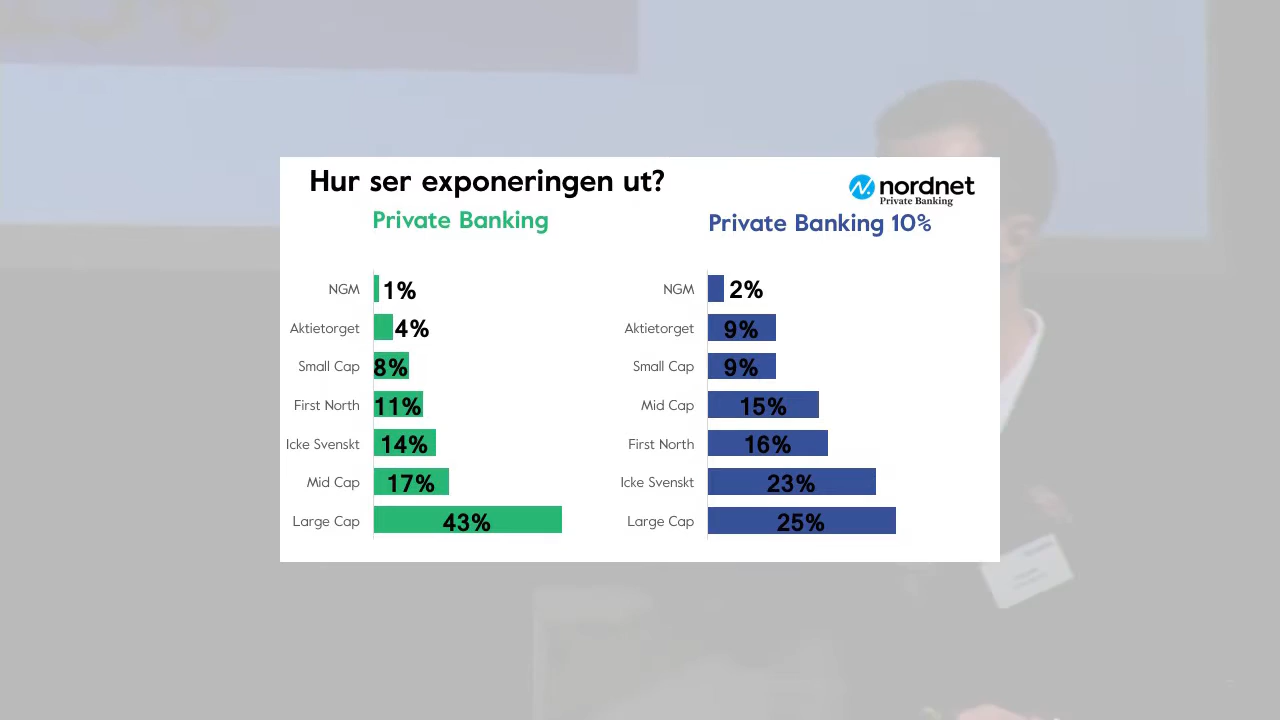 Hur ser exponeringen ut?
nordnet
Private Banking
Private Banking
NGM 1%
Aktietorget 4%
Small Cap 8%
First North 11%
Icke Svenskt 14%
Mid Cap 17%
Large Cap 43%
Private Banking 10%
NGM 2%
Aktietorget 9%
Small Cap 9%
Mid Cap 15%
First North 16%
Icke Svenskt 23%
Large Cap 25%